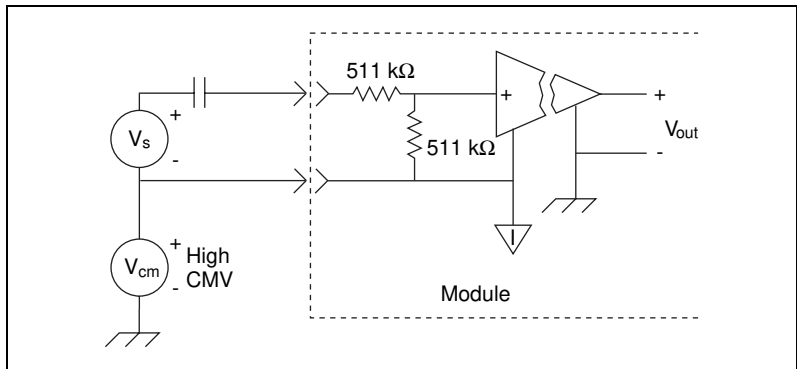 511 kΩ
+
+
V_s
-
511 kΩ
+
V_out
-
I
+
V_cm
-
High
CMV
Module